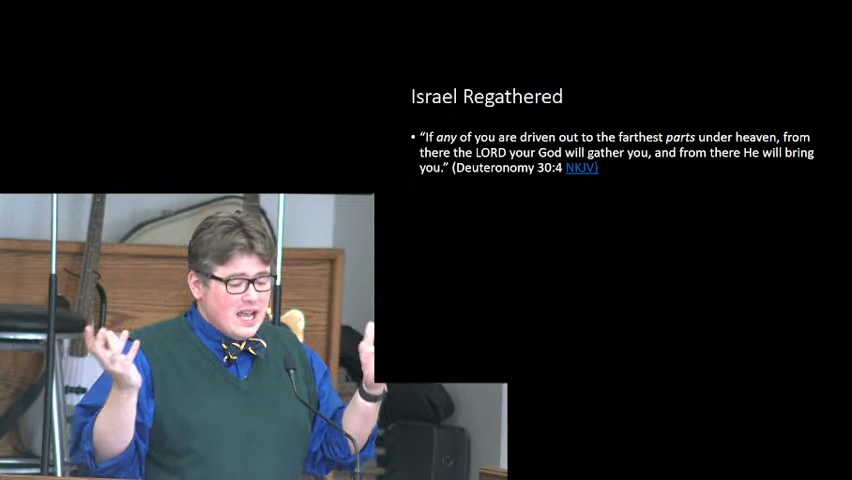 Israel Regathered
• “If any of you are driven out to the farthest parts under heaven, from
there the LORD your God will gather you, and from there He will bring
you.” (Deuteronomy 30:4 NKJV)